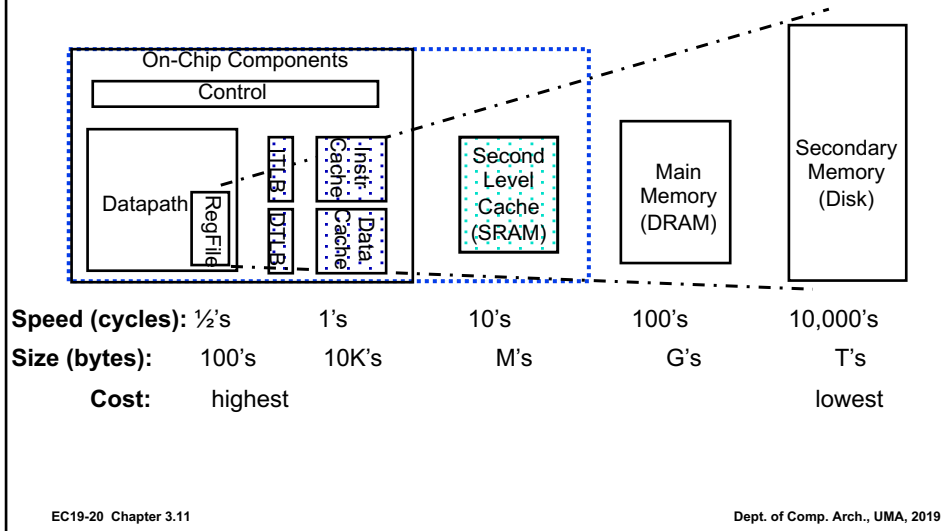 On-Chip Components
Control
Datapath
RegFile
ITLB
DTLB
Instr
Cache
Data
Cache
Second
Level
Cache
(SRAM)
Main
Memory
(DRAM)
Secondary
Memory
(Disk)
Speed (cycles): ½’s 1’s 10’s 100’s 10,000’s
Size (bytes): 100’s 10K’s M’s G’s T’s
Cost: highest lowest
EC19-20 Chapter 3.11 Dept. of Comp. Arch., UMA, 2019